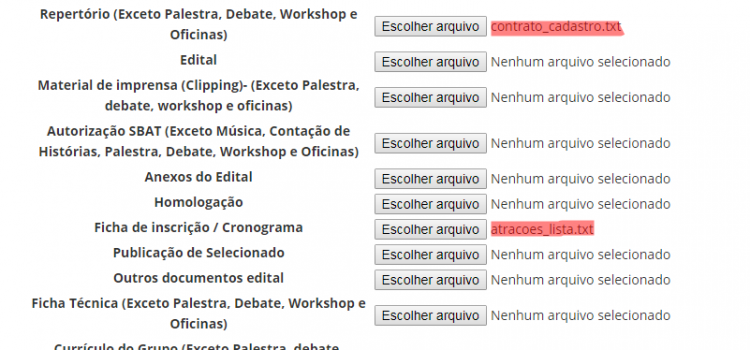 Repertório (Exceto Palestra, Debate, Workshop e
Oficinas)
Escolher arquivo contrato_cadastro.txt
Edital
Escolher arquivo Nenhum arquivo selecionado
Material de imprensa (Clipping)- (Exceto Palestra,
debate, workshop e oficinas)
Escolher arquivo Nenhum arquivo selecionado
Autorização SBAT (Exceto Música, Contação de
Histórias, Palestra, Debate, Workshop e Oficinas)
Escolher arquivo Nenhum arquivo selecionado
Anexos do Edital
Escolher arquivo Nenhum arquivo selecionado
Homologação
Escolher arquivo Nenhum arquivo selecionado
Ficha de inscrição / Cronograma
Escolher arquivo atracoes_lista.txt
Publicação de Selecionado
Escolher arquivo Nenhum arquivo selecionado
Outros documentos edital
Escolher arquivo Nenhum arquivo selecionado
Ficha Técnica (Exceto Palestra, Debate, Workshop e
Oficinas)
Escolher arquivo Nenhum arquivo selecionado
Currículo do Grupo (Exceto Palestra, debate,